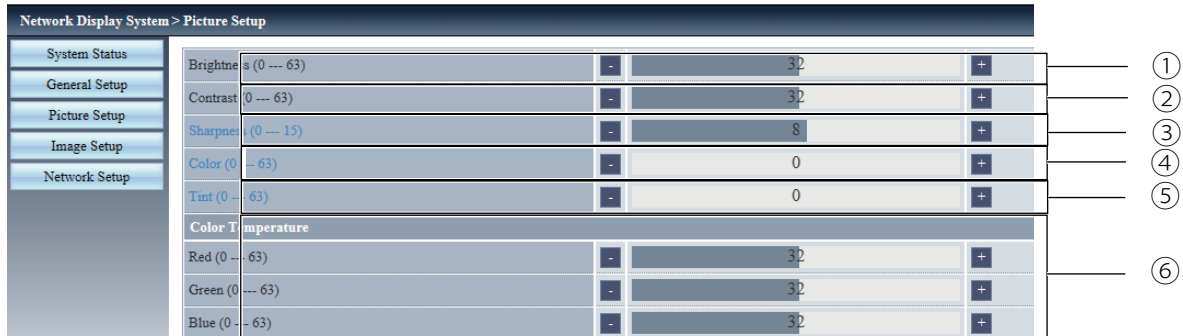 Network Display System > Picture Setup
System Status
General Setup
Picture Setup
Image Setup
Network Setup
Brightness (0 --- 63) - 32 + ①
Contrast (0 --- 63) - 32 + ②
Sharpness (0 --- 15) - 8 + ③
Color (0 --- 63) - 0 + ④
Tint (0 --- 63) - 0 + ⑤
Color Temperature
Red (0 --- 63) - 32 +
Green (0 --- 63) - 32 + ⑥
Blue (0 --- 63) - 32 +